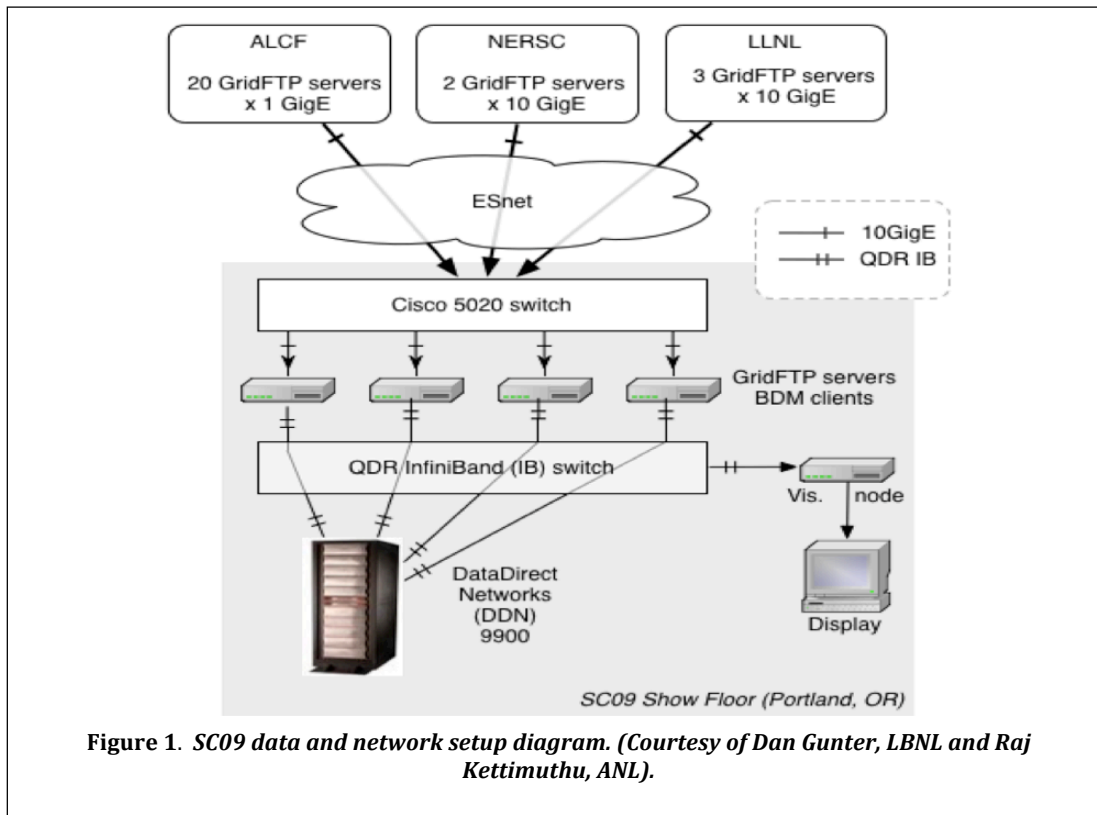 ALCF
20 GridFTP servers
x 1 GigE
NERSC
2 GridFTP servers
x 10 GigE
LLNL
3 GridFTP servers
x 10 GigE
ESnet
10GigE
QDR IB
Cisco 5020 switch
GridFTP servers
BDM clients
QDR InfiniBand (IB) switch
Vis. node
DataDirect
Networks
(DDN)
9900
Display
SC09 Show Floor (Portland, OR)
Figure 1. SC09 data and network setup diagram. (Courtesy of Dan Gunter, LBNL and Raj
Kettimuthu, ANL).